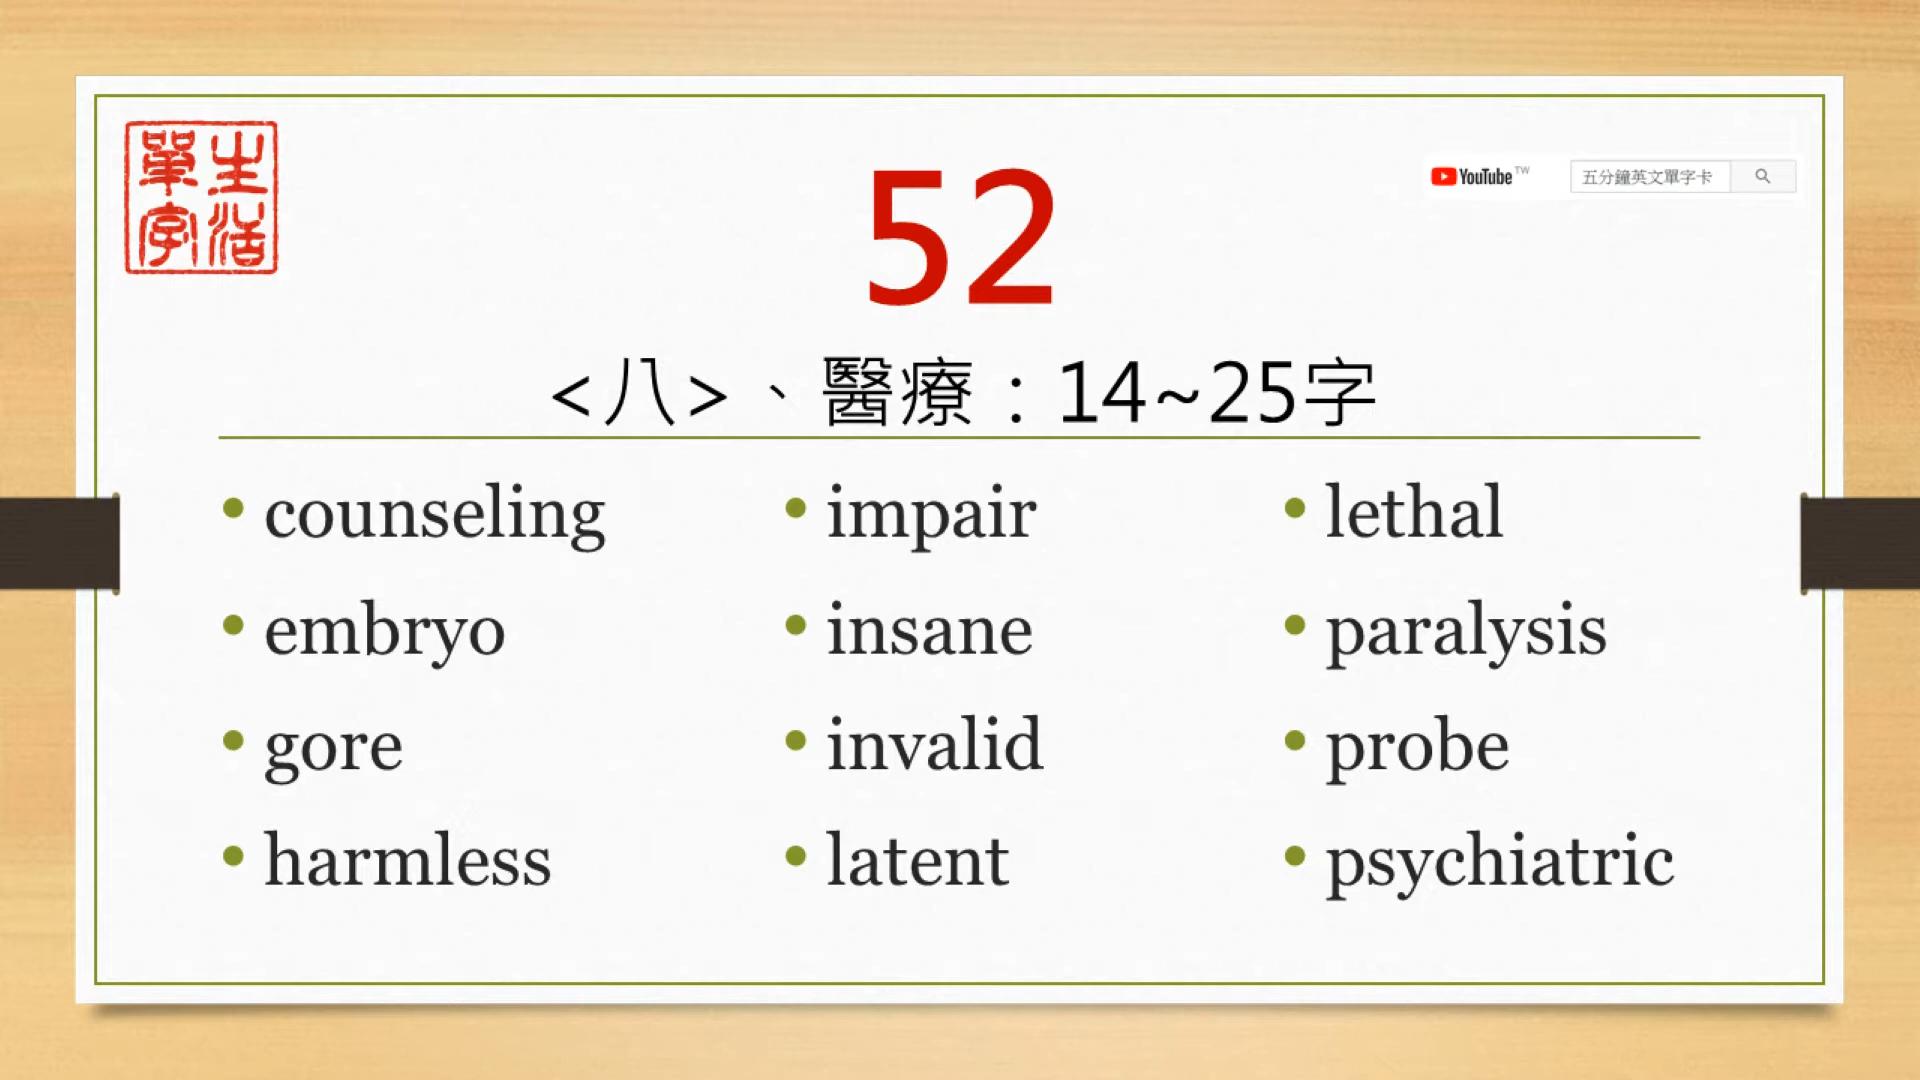 生活
單字
YouTube TW
五分鐘英文單字卡
52
<八>、醫療：14~25字
counseling
embryo
gore
harmless
impair
insane
invalid
latent
lethal
paralysis
probe
psychiatric